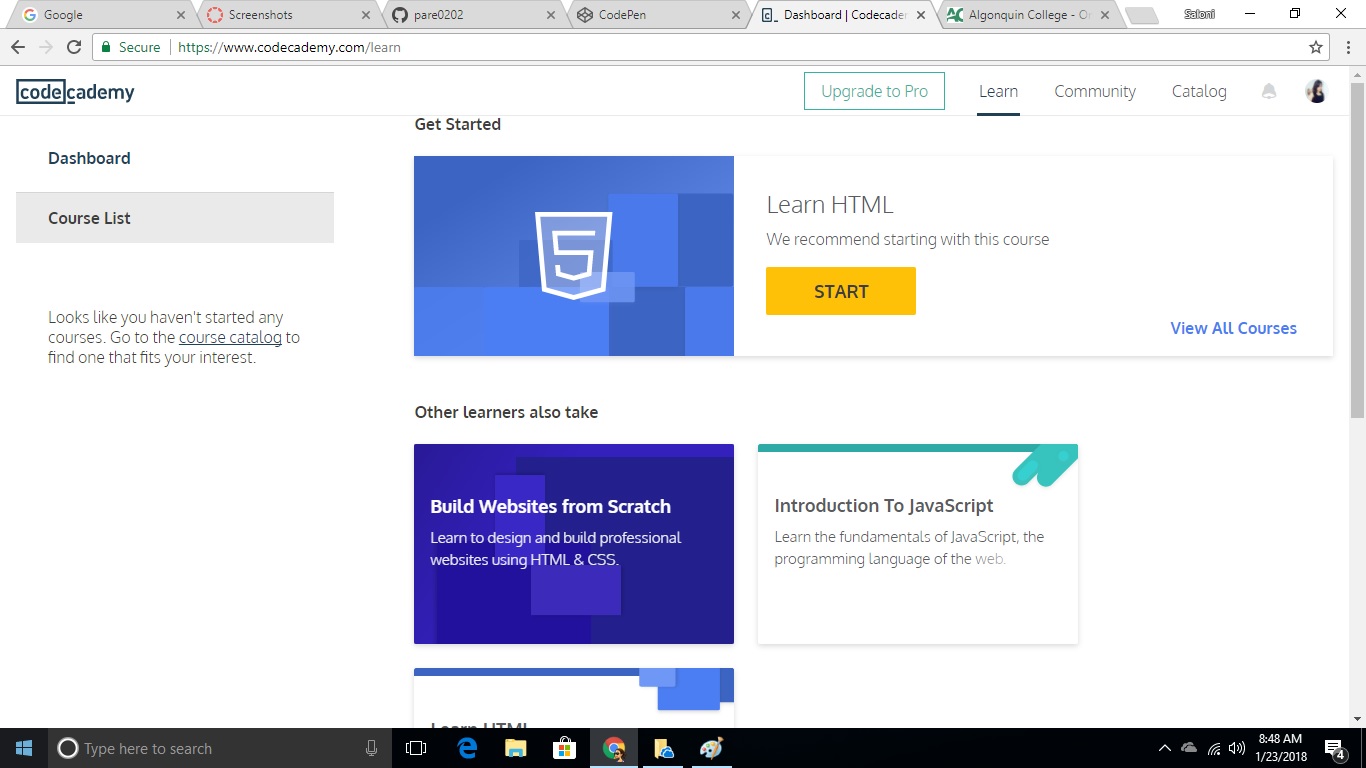 Google
Screenshots
pare0202
CodePen
Dashboard | Codecader
Algonquin College - On
Saloni
Secure
https://www.codecademy.com/learn
codecademy
Upgrade to Pro
Learn
Community
Catalog
Get Started
Dashboard
Course List
Looks like you haven't started any
courses. Go to the course catalog to
find one that fits your interest.
5
Learn HTML
We recommend starting with this course
START
View All Courses
Other learners also take
Build Websites from Scratch
Learn to design and build professional
websites using HTML & CSS.
Introduction To JavaScript
Learn the fundamentals of JavaScript, the
programming language of the web.
Learn HTML
Type here to search
8:48 AM
1/23/2018
4